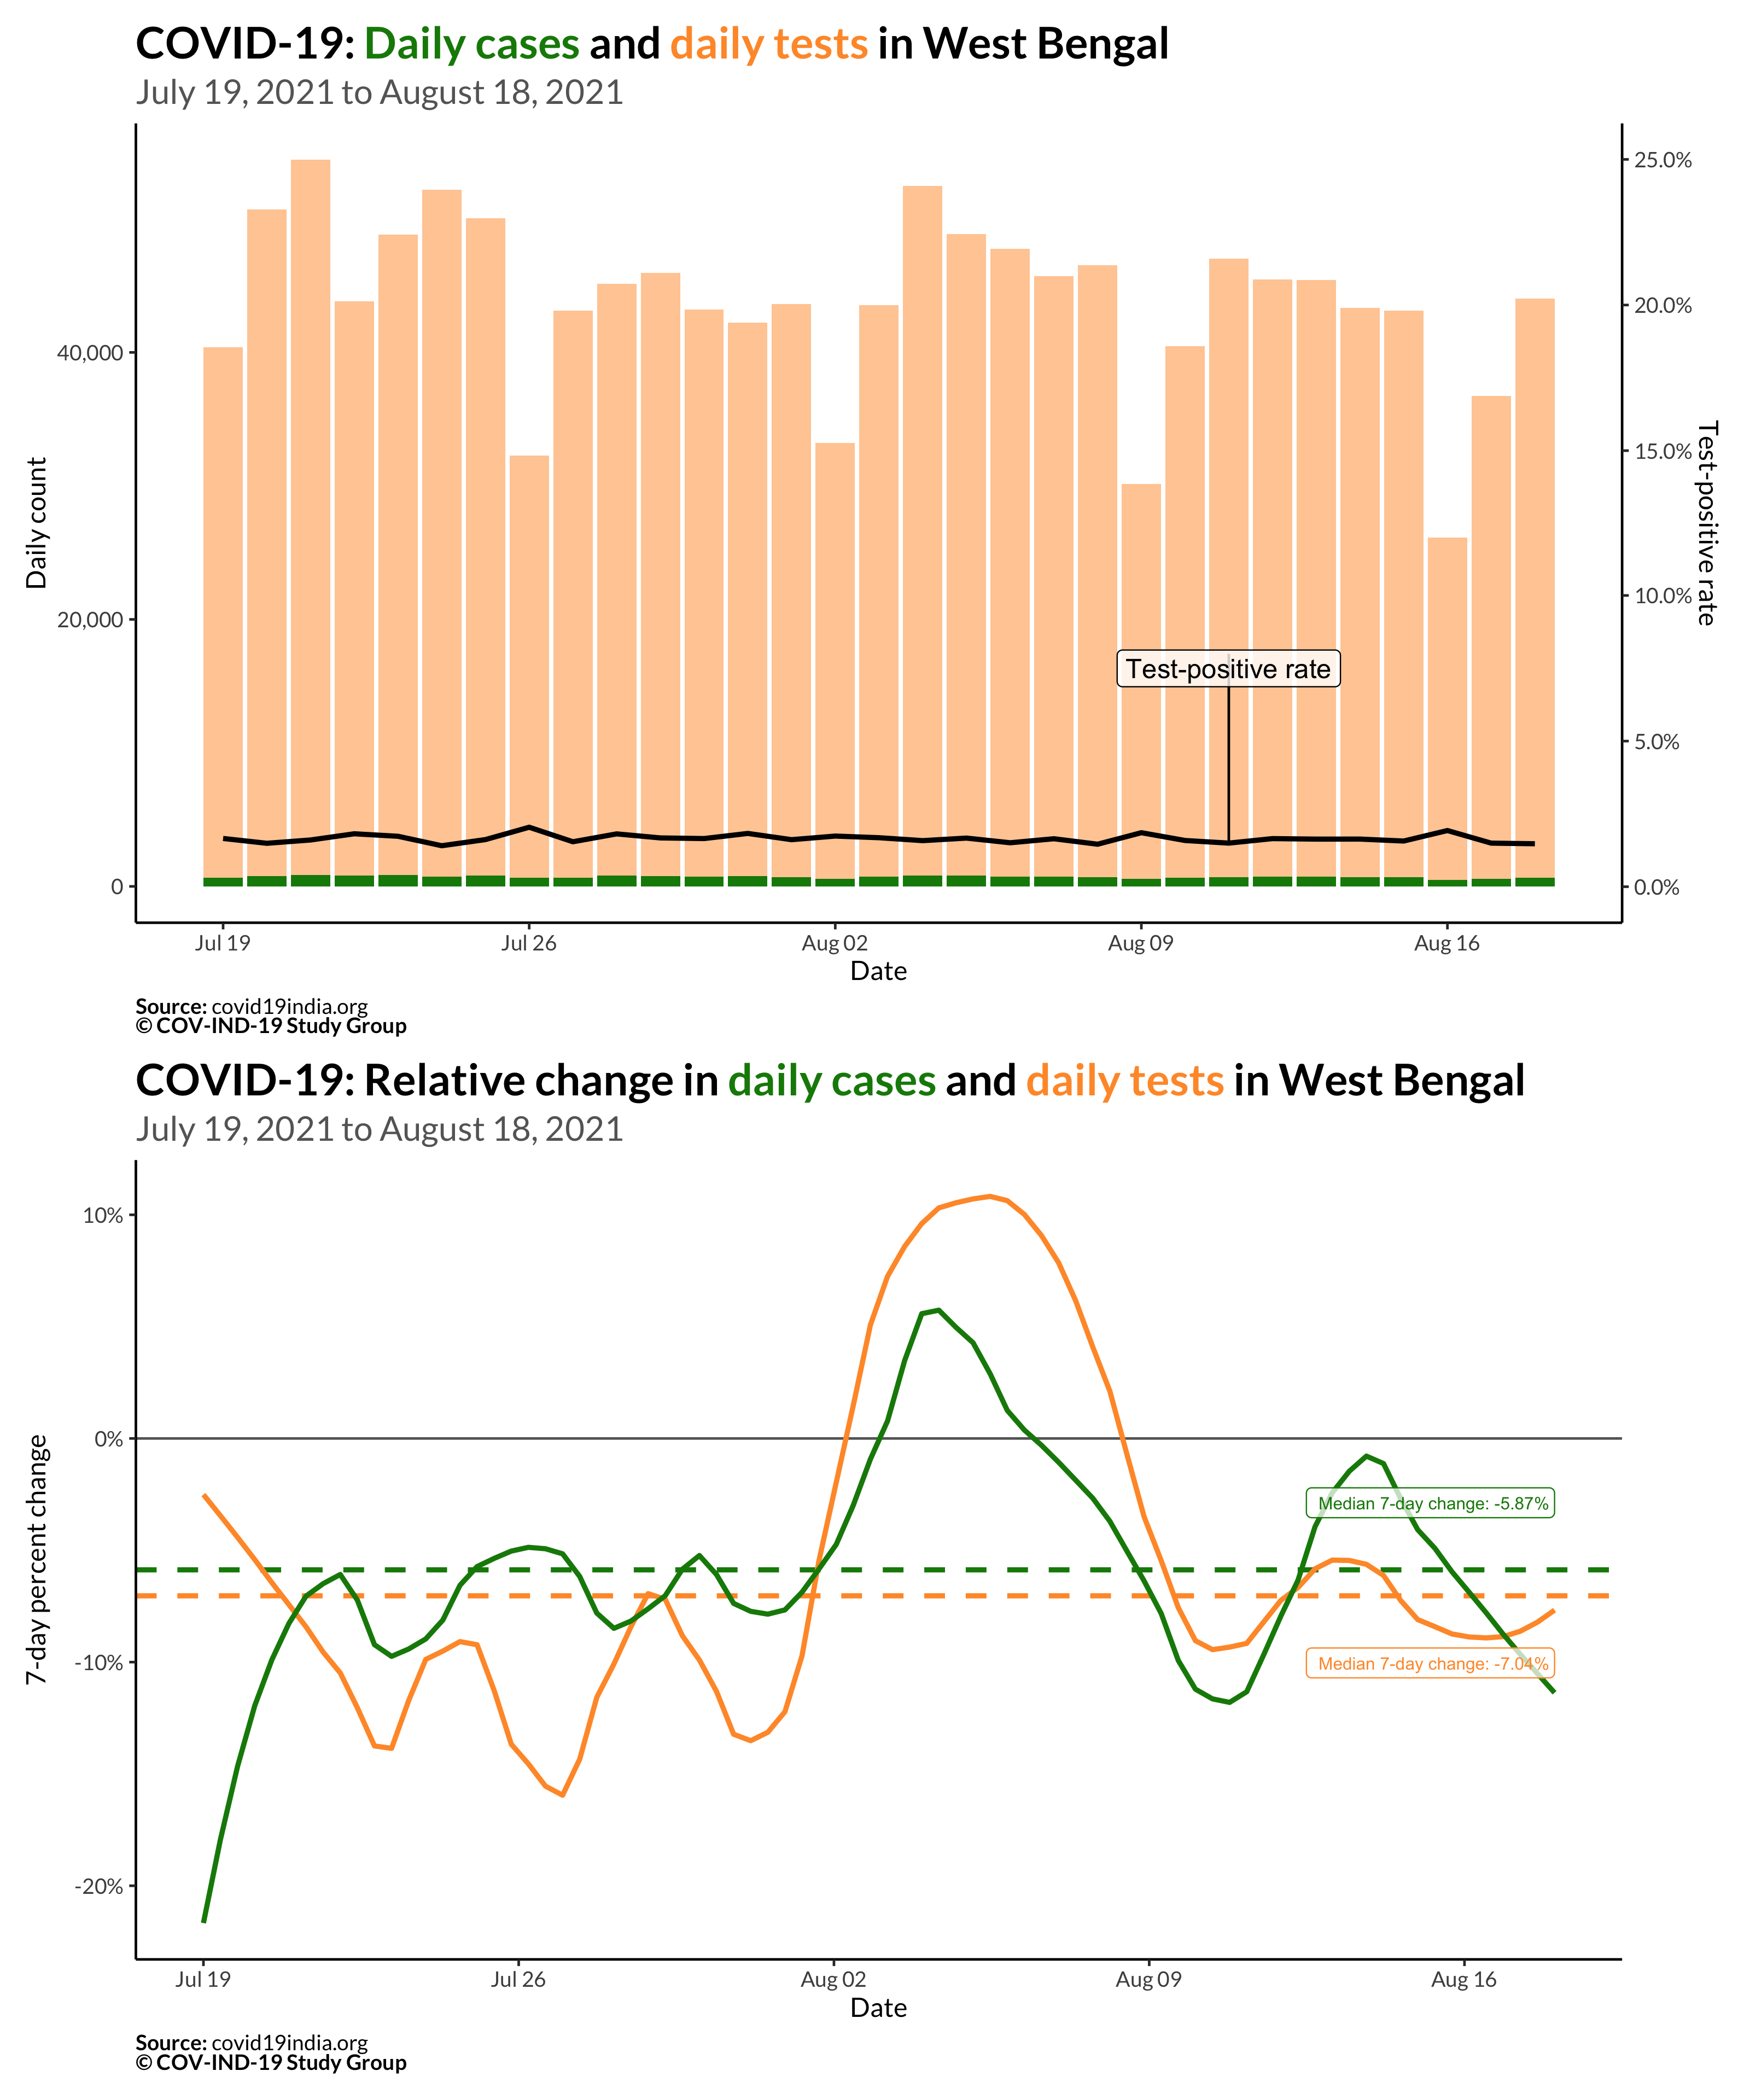 COVID-19: Daily cases and daily tests in West Bengal
July 19, 2021 to August 18, 2021
25.0%
20.0%
40,000
15.0%
Daily count
Test-positive rate
10.0%
20,000
Test-positive rate
5.0%
0
0.0%
Jul 19 Jul 26 Aug 02 Aug 09 Aug 16
Date
Source: covid19india.org
© COV-IND-19 Study Group
COVID-19: Relative change in daily cases and daily tests in West Bengal
July 19, 2021 to August 18, 2021
10%
0%
7-day percent change
Median 7-day change: -5.87%
-10%
Median 7-day change: -7.04%
-20%
Jul 19 Jul 26 Aug 02 Aug 09 Aug 16
Date
Source: covid19india.org
© COV-IND-19 Study Group